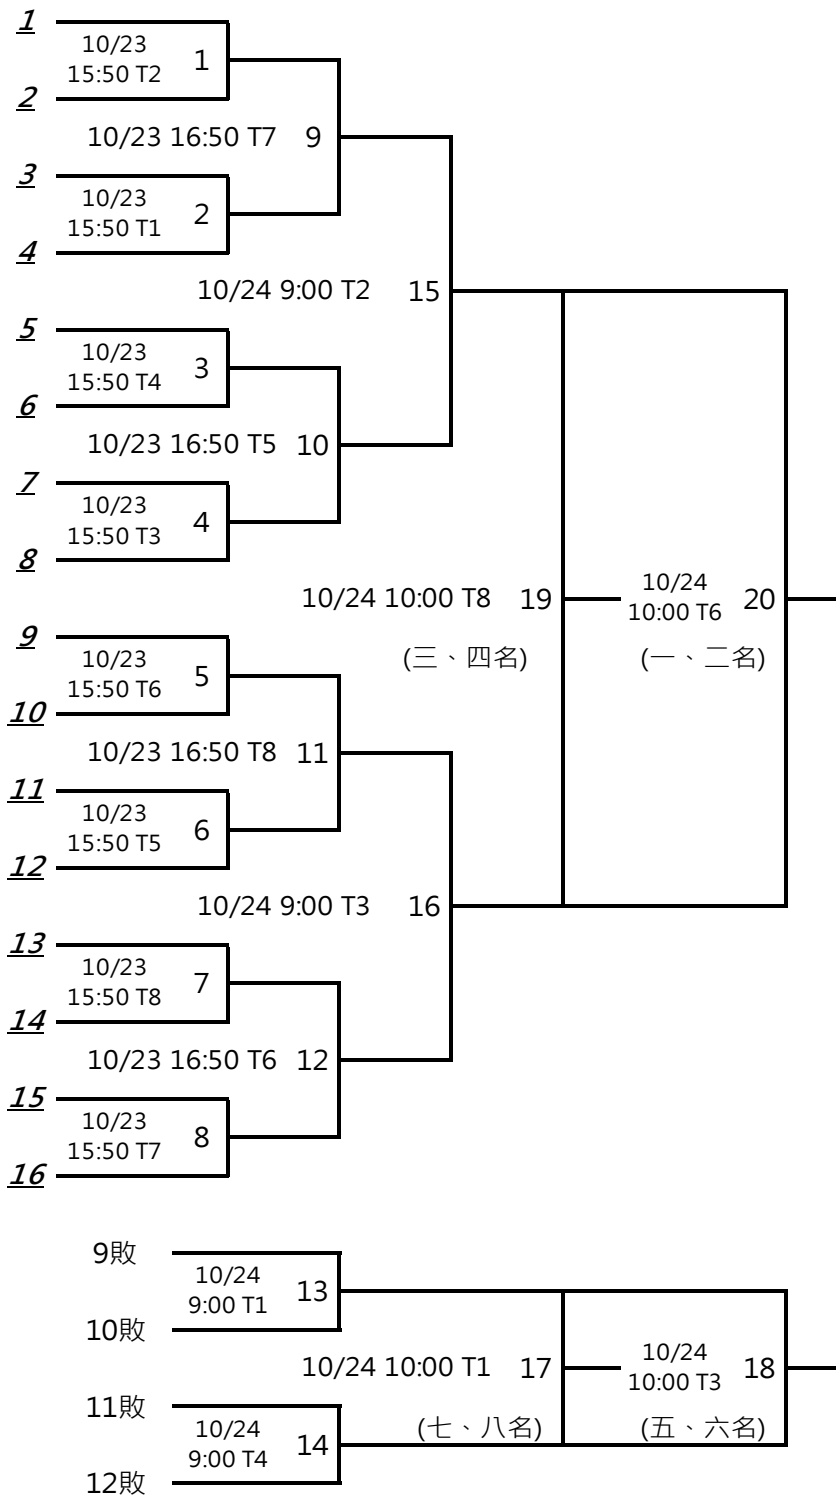 1
10/23
15:50 T2
1
2
10/23 16:50 T7 9
3
10/23
15:50 T1
2
4
10/24 9:00 T2 15
5
10/23
15:50 T4
3
6
10/23 16:50 T5 10
7
10/23
15:50 T3
4
8
10/24 10:00 T8 19
(三、四名)
10/24
10:00 T6
20
(一、二名)
9
10/23
15:50 T6
5
10
10/23 16:50 T8 11
11
10/23
15:50 T5
6
12
10/24 9:00 T3 16
13
10/23
15:50 T8
7
14
10/23 16:50 T6 12
15
10/23
15:50 T7
8
16
9敗
10/24
9:00 T1
13
10敗
10/24 10:00 T1 17
(七、八名)
10/24
10:00 T3
18
(五、六名)
11敗
10/24
9:00 T4
14
12敗